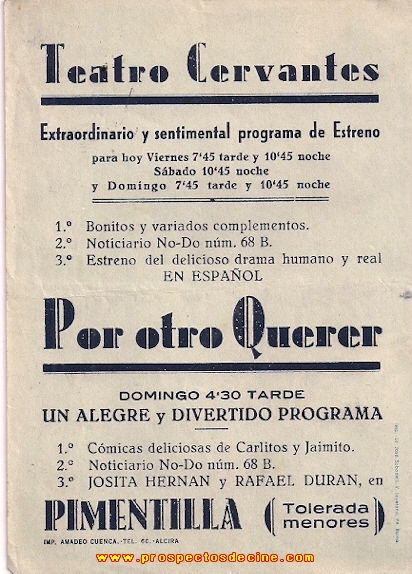 Teatro Cervantes
Extraordinario y sentimental programa de Estreno
para hoy Viernes 7'45 tarde y 10'45 noche
Sábado 10'45 noche
y Domingo 7'45 tarde y 10'45 noche
1.º Bonitos y variados complementos.
2.º Noticiario No-Do núm. 68 B.
3.º Estreno del delicioso drama humano y real
EN ESPAÑOL
Por otro Querer
DOMINGO 4'30 TARDE
UN ALEGRE y DIVERTIDO PROGRAMA
1.º Cómicas deliciosas de Carlitos y Jaimito.
2.º Noticiario No-Do núm. 68 B.
3.º JOSITA HERNAN y RAFAEL DURAN, en
PIMENTILLA (Tolerada menores)
IMP. AMADEO CUENCA.-TEL. 66.-ALCIRA
www.prospectosdecine.com